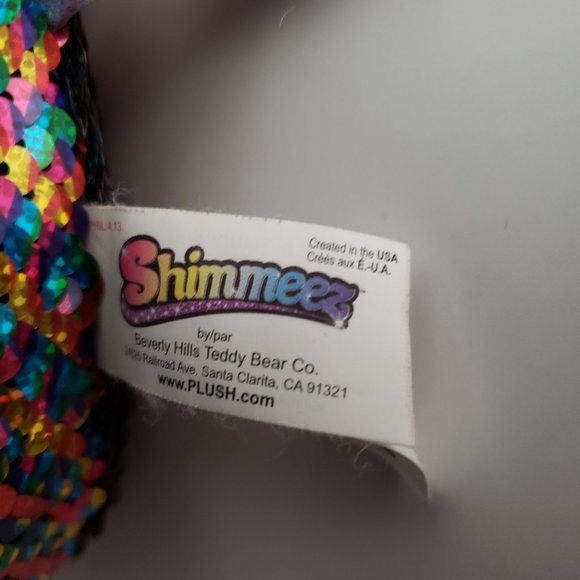 Created in the USA
Créés aux É.-U.A.
Shimmeez™
by/par
Beverly Hills Teddy Bear Co.
Railroad Ave. Santa Clarita, CA 91321
www.PLUSH.com